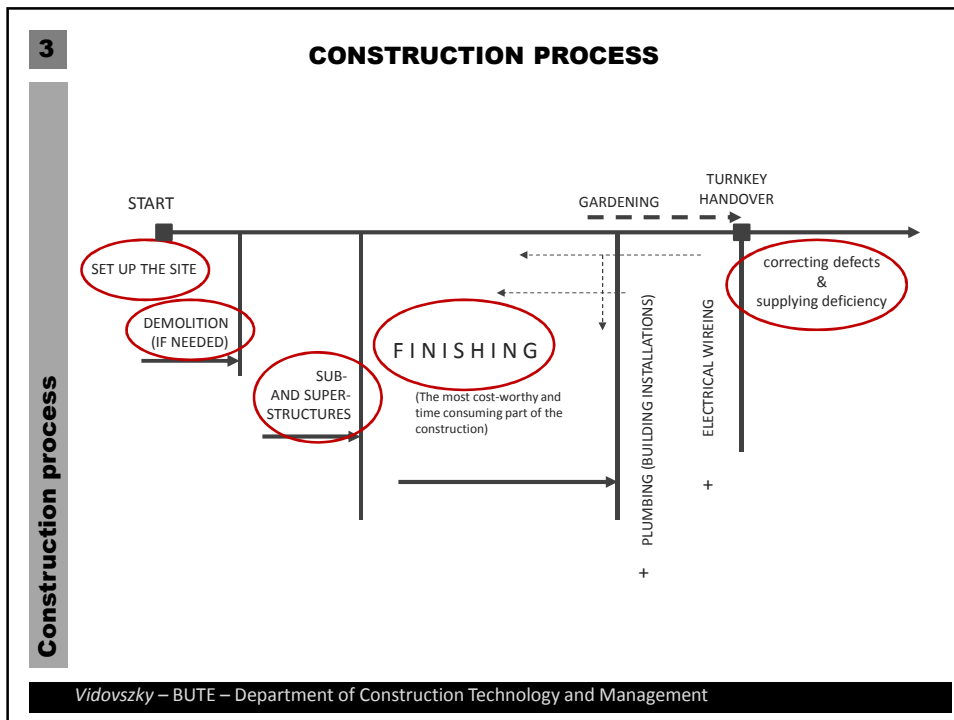 3
CONSTRUCTION PROCESS
Construction process
START
GARDENING
TURNKEY
HANDOVER
SET UP THE SITE
DEMOLITION
(IF NEEDED)
SUB-
AND SUPER-
STRUCTURES
FINISHING
(The most cost-worthy and
time consuming part of the
construction)
+ PLUMBING (BUILDING INSTALLATIONS)
+ ELECTRICAL WIREING
correcting defects
&
supplying deficiency
Vidovszky – BUTE – Department of Construction Technology and Management